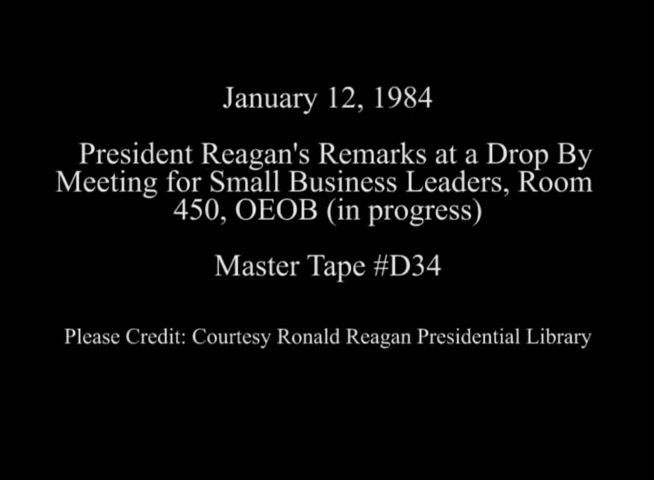 January 12, 1984
President Reagan's Remarks at a Drop By
Meeting for Small Business Leaders, Room
450, OEOB (in progress)
Master Tape #D34
Please Credit: Courtesy Ronald Reagan Presidential Library